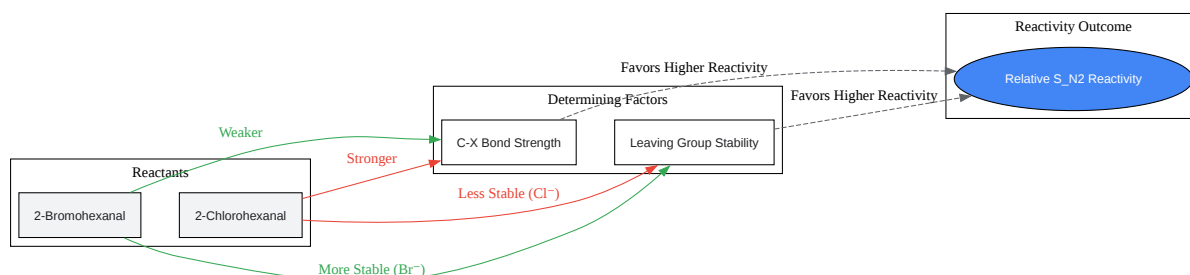 Reactivity Outcome
Relative S_N2 Reactivity
Favors Higher Reactivity
Favors Higher Reactivity
Determining Factors
C-X Bond Strength
Leaving Group Stability
Weaker
Stronger
Less Stable (Cl⁻)
Reactants
2-Bromohexanal
2-Chlorohexanal
More Stable (Br⁻)